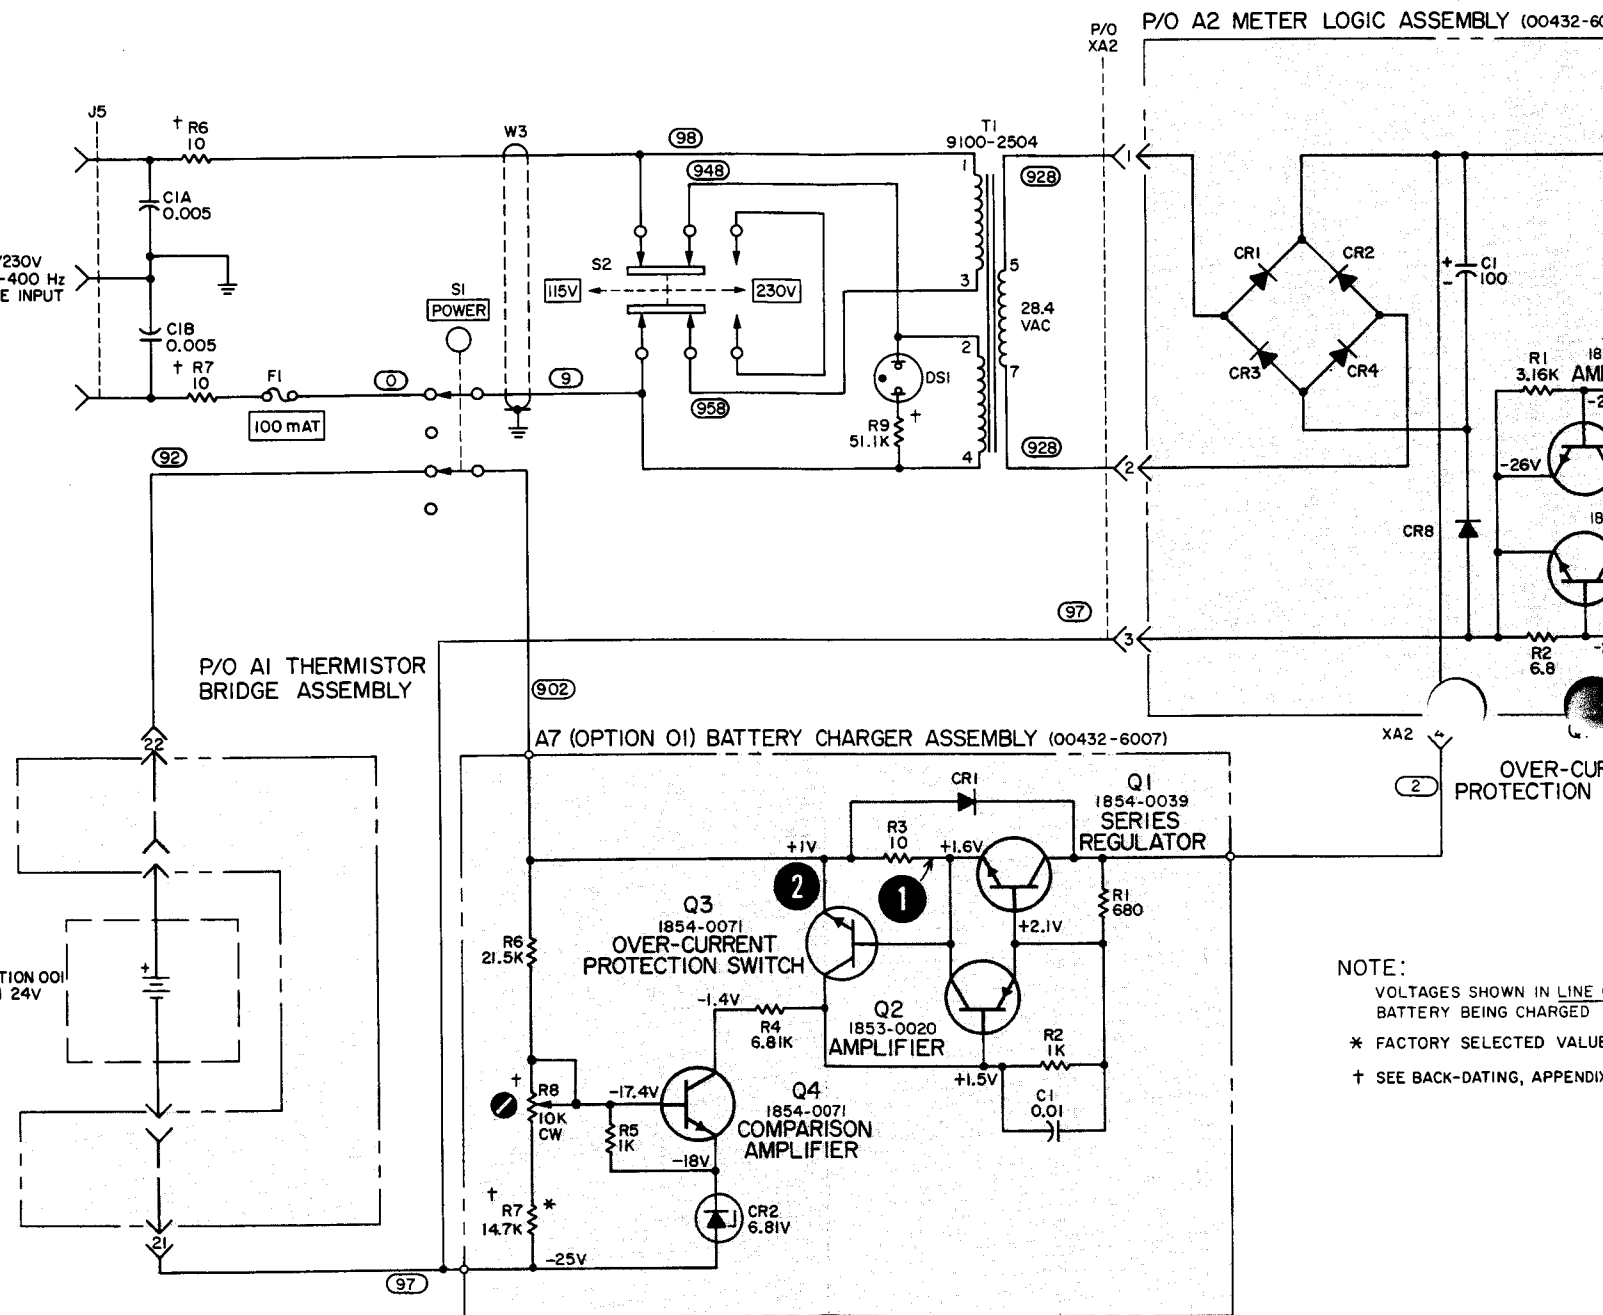 P/O A2 METER LOGIC ASSEMBLY (00432-60
P/O
XA2
J5
† R6
10
W3
98
T1
9100-2504
1
948
928
1
C1A
0.005
/230V
-400 Hz
E INPUT
S2
3
5
CR1
CR2
+
-
C1
100
S1
POWER
115V
230V
28.4
VAC
C1B
0.005
† R7
10
F1
100 mAT
0
9
2
DS1
7
CR3
CR4
R1
3.16K
18
AM
-2
958
R9
51.1K
†
4
928
2
-26V
92
18
CR8
97
3
R2
6.8
P/O A1 THERMISTOR
BRIDGE ASSEMBLY
902
22
A7 (OPTION 01) BATTERY CHARGER ASSEMBLY (00432-6007)
XA2
4
OVER-CUR
PROTECTION
2
CR1
Q1
1854-0039
SERIES
REGULATOR
R3
10
+1V
+1.6V
2
1
R1
680
+2.1V
Q3
1854-0071
OVER-CURRENT
PROTECTION SWITCH
R6
21.5K
TION 001
24V
+
-1.4V
R4
6.81K
Q2
1853-0020
AMPLIFIER
R2
1K
+1.5V
C1
0.01
NOTE:
VOLTAGES SHOWN IN LINE
BATTERY BEING CHARGED
* FACTORY SELECTED VALUE
† SEE BACK-DATING, APPENDIX
†
R8
10K
CW
-17.4V
R5
1K
-18V
Q4
1854-0071
COMPARISON
AMPLIFIER
†
R7
14.7K
*
CR2
6.81V
21
-25V
97